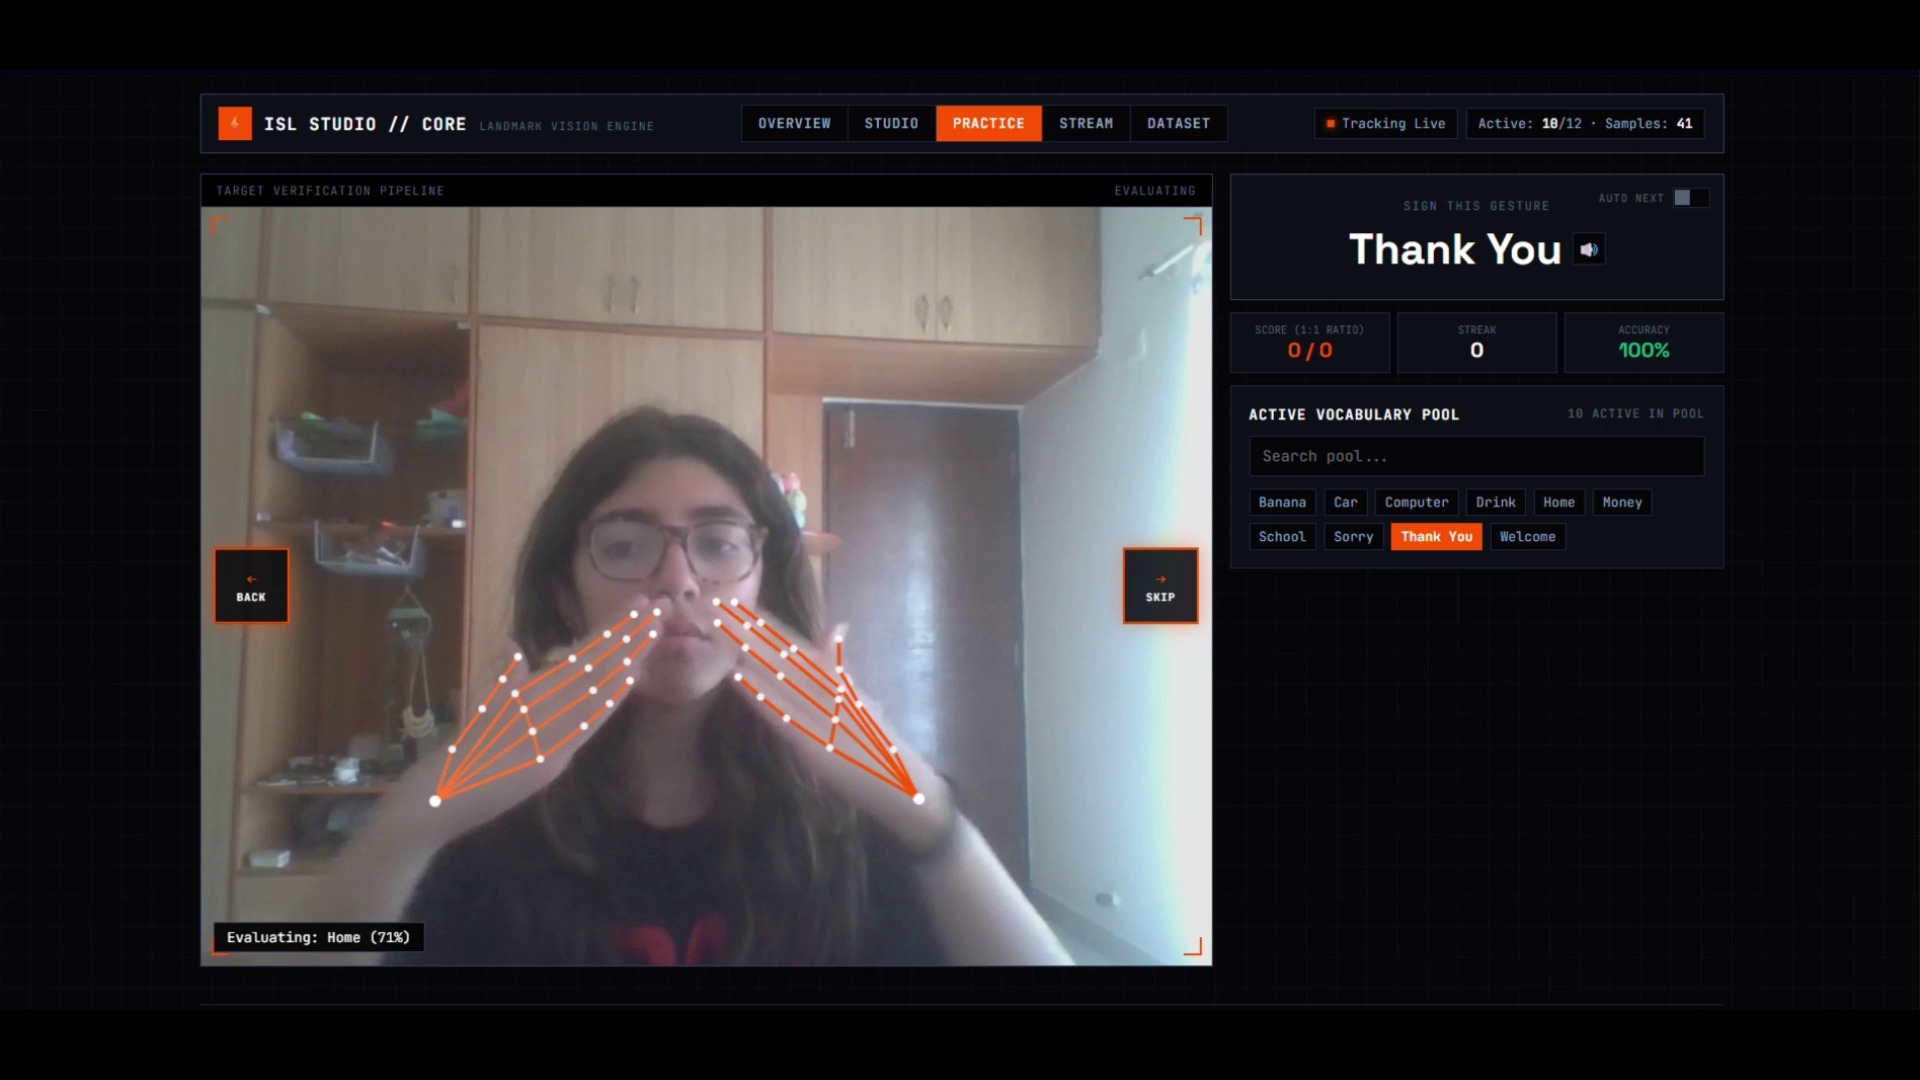 ISL STUDIO // CORE LANDMARK VISION ENGINE
OVERVIEW STUDIO PRACTICE STREAM DATASET
Tracking Live
Active: 10/12 · Samples: 41
TARGET VERIFICATION PIPELINE
EVALUATING
← BACK
→ SKIP
Evaluating: Home (71%)
AUTO NEXT
SIGN THIS GESTURE
Thank You
SCORE (1:1 RATIO)
0 / 0
STREAK
0
ACCURACY
100%
ACTIVE VOCABULARY POOL
10 ACTIVE IN POOL
Search pool...
Banana Car Computer Drink Home Money
School Sorry Thank You Welcome